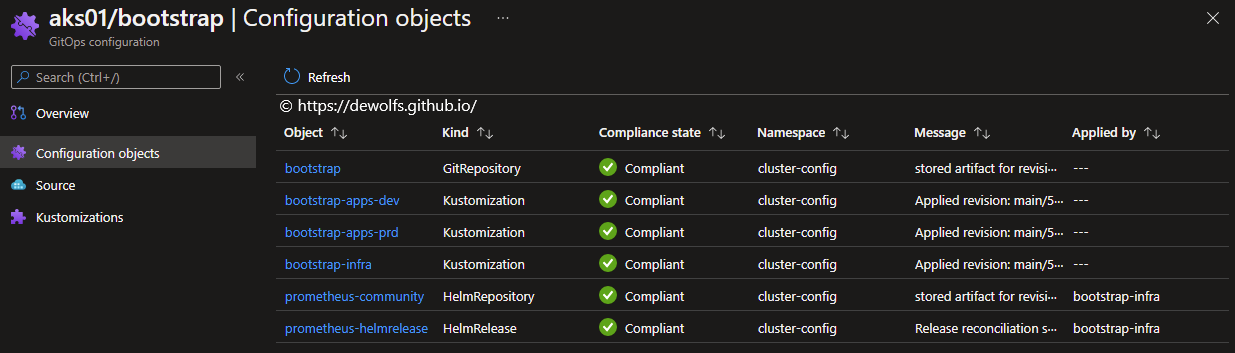 aks01/bootstrap | Configuration objects ···
GitOps configuration
Search (Ctrl+/) «
Refresh
Overview
© https://dewolfs.github.io/
Object ↑↓ Kind ↑↓ Compliance state ↑↓ Namespace ↑↓ Message ↑↓ Applied by ↑↓
Configuration objects
bootstrap GitRepository Compliant cluster-config stored artifact for revisi··· ---
Source
bootstrap-apps-dev Kustomization Compliant cluster-config Applied revision: main/5··· ---
Kustomizations
bootstrap-apps-prd Kustomization Compliant cluster-config Applied revision: main/5··· ---
bootstrap-infra Kustomization Compliant cluster-config Applied revision: main/5··· ---
prometheus-community HelmRepository Compliant cluster-config stored artifact for revisi··· bootstrap-infra
prometheus-helmrelease HelmRelease Compliant cluster-config Release reconciliation s··· bootstrap-infra